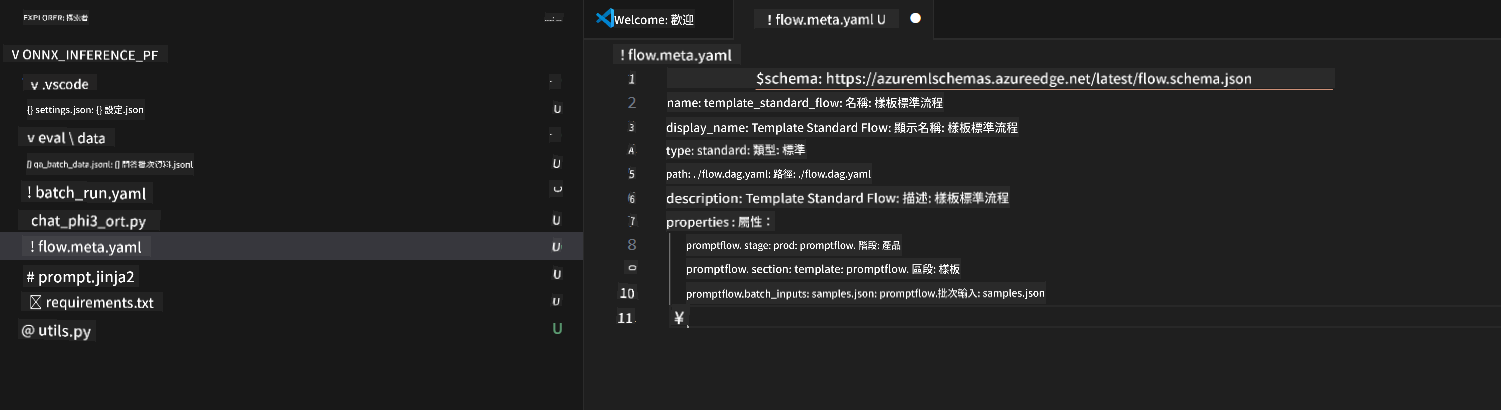 EXPLORER: 探索者
V ONNX_INFERENCE_PF
v .vscode
{} settings.json: {} 設定.json U
v eval \ data
[] qa_batch_data.jsonl: [] 問答批次資料.jsonl U
! batch_run.yaml
chat_phi3_ort.py U
! flow.meta.yaml U
# prompt.jinja2 U
requirements.txt U
@ utils.py U
Welcome: 歡迎
! flow.meta.yaml U
! flow.meta.yaml
1 $schema: https://azuremlschemas.azureedge.net/latest/flow.schema.json
2 name: template_standard_flow: 名稱: 樣板標準流程
3 display_name: Template Standard Flow: 顯示名稱: 樣板標準流程
4 type: standard: 類型: 標準
5 path: . /flow.dag.yaml: 路徑: ./flow.dag.yaml
6 description: Template Standard Flow: 描述: 樣板標準流程
7 properties : 屬性：
8 promptflow. stage: prod: promptflow. 階段: 產品
promptflow. section: template: promptflow. 區段: 樣板
10 promptflow.batch_inputs: samples.json: promptflow.批次輸入: samples.json
11. ¥